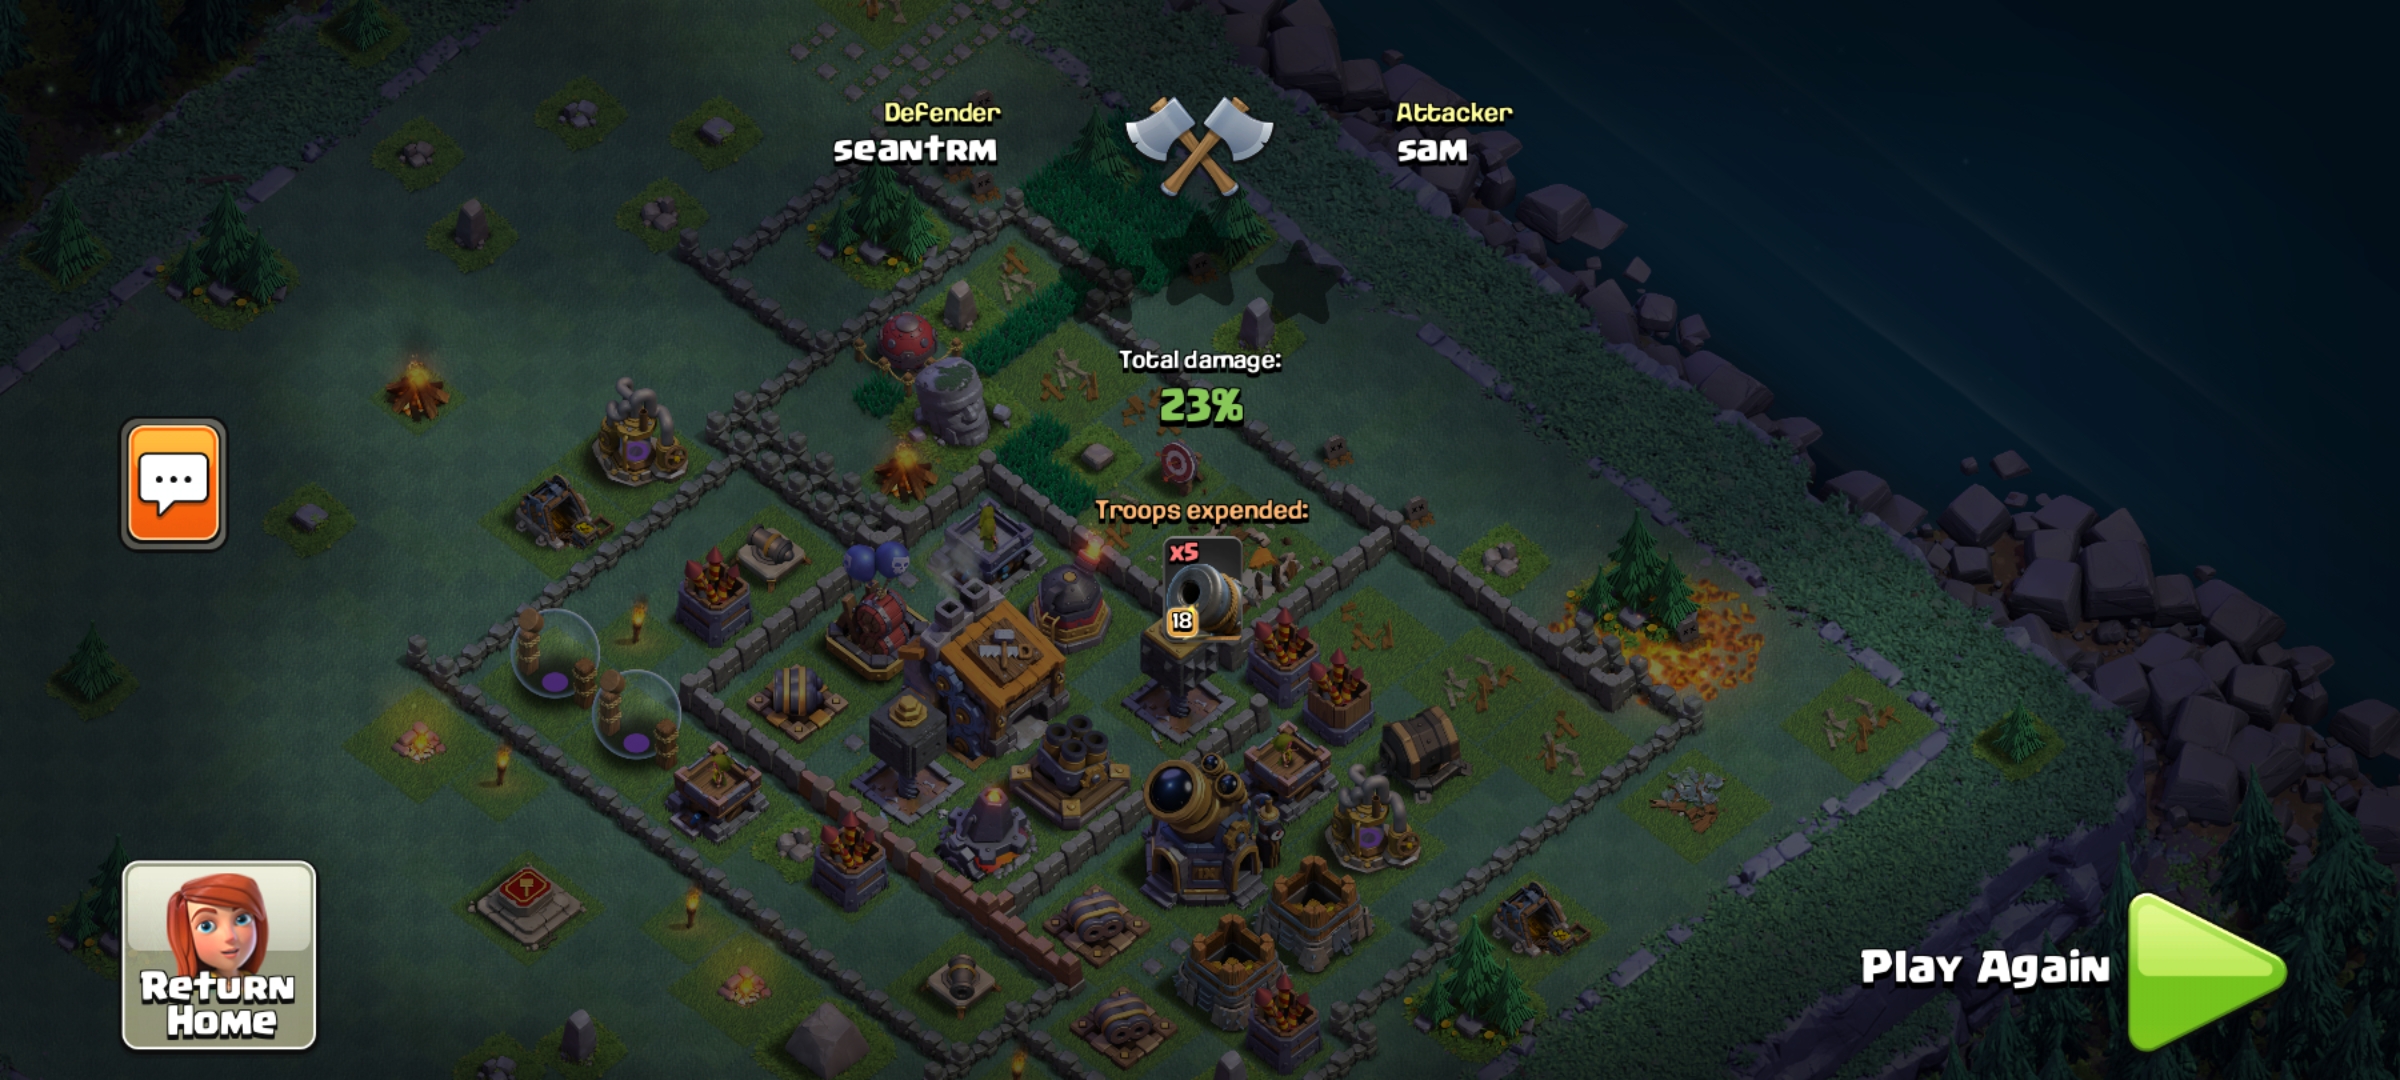 Defender
seantRM
Attacker
sam
Total damage:
23%
Troops expended:
x5
18
Return
Home
Play Again